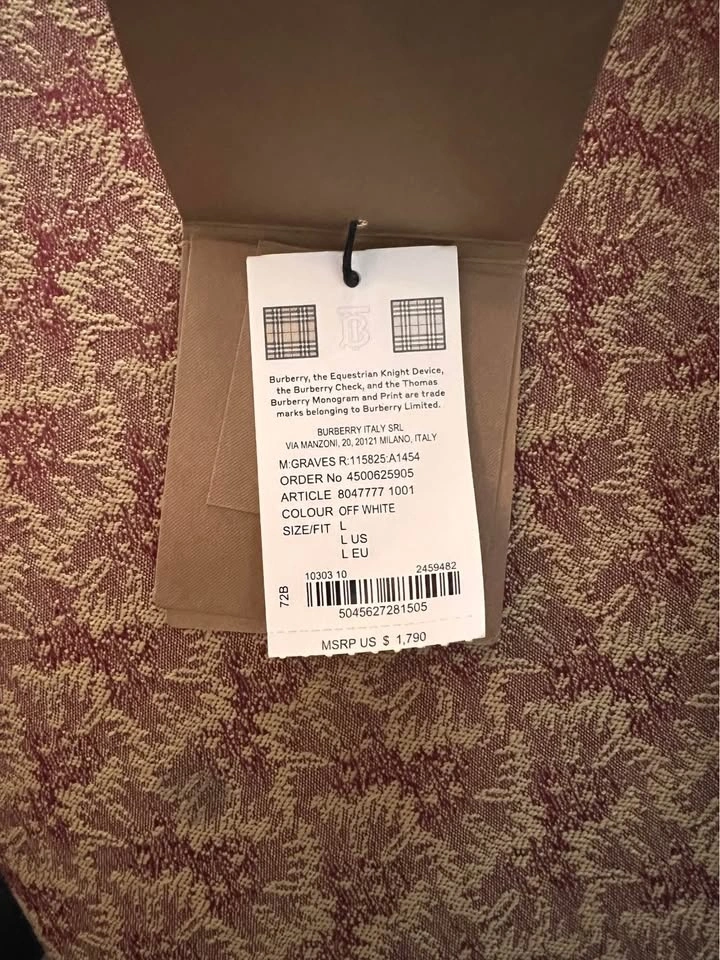 TB
Burberry, the Equestrian Knight Device,
the Burberry Check, and the Thomas
Burberry Monogram and Print are trade
marks belonging to Burberry Limited.
BURBERRY ITALY SRL
VIA MANZONI, 20, 20121 MILANO, ITALY
M:GRAVES R:115825:A1454
ORDER No 4500625905
ARTICLE 8047777 1001
COLOUR OFF WHITE
SIZE/FIT L
L US
L EU
10303 10 2459482
72B
5045627281505
MSRP US $ 1,790